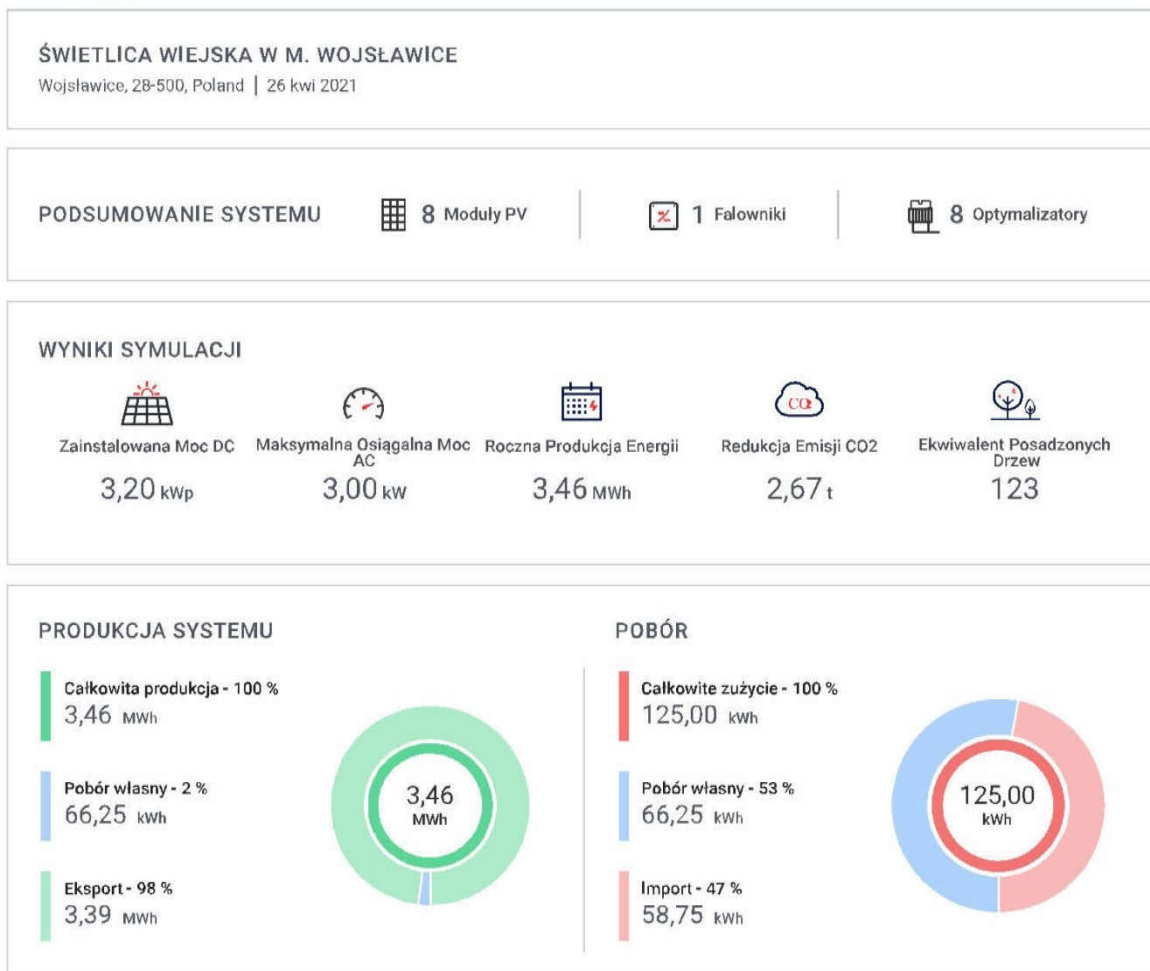 ŚWIETLICA WIEJSKA W M. WOJSŁAWICE
Wojsławice, 28-500, Poland | 26 kwi 2021
PODSUMOWANIE SYSTEMU
8 Moduły PV
1 Falowniki
8 Optymalizatory
WYNIKI SYMULACJI
CO2
Zainstalowana Moc DC
3,20 kWp
Maksymalna Osiągalna Moc
AC
3,00 kW
Roczna Produkcja Energii
3,46 MWh
Redukcja Emisji CO2
2,67 t
Ekwiwalent Posadzonych
Drzew
123
PRODUKCJA SYSTEMU
Całkowita produkcja - 100 %
3,46 MWh
Pobór własny - 2 %
66,25 kWh
Eksport - 98 %
3,39 MWh
3,46
MWh
POBÓR
Całkowite zużycie - 100 %
125,00 kWh
Pobór własny - 53 %
66,25 kWh
Import - 47 %
58,75 kWh
125,00
kWh